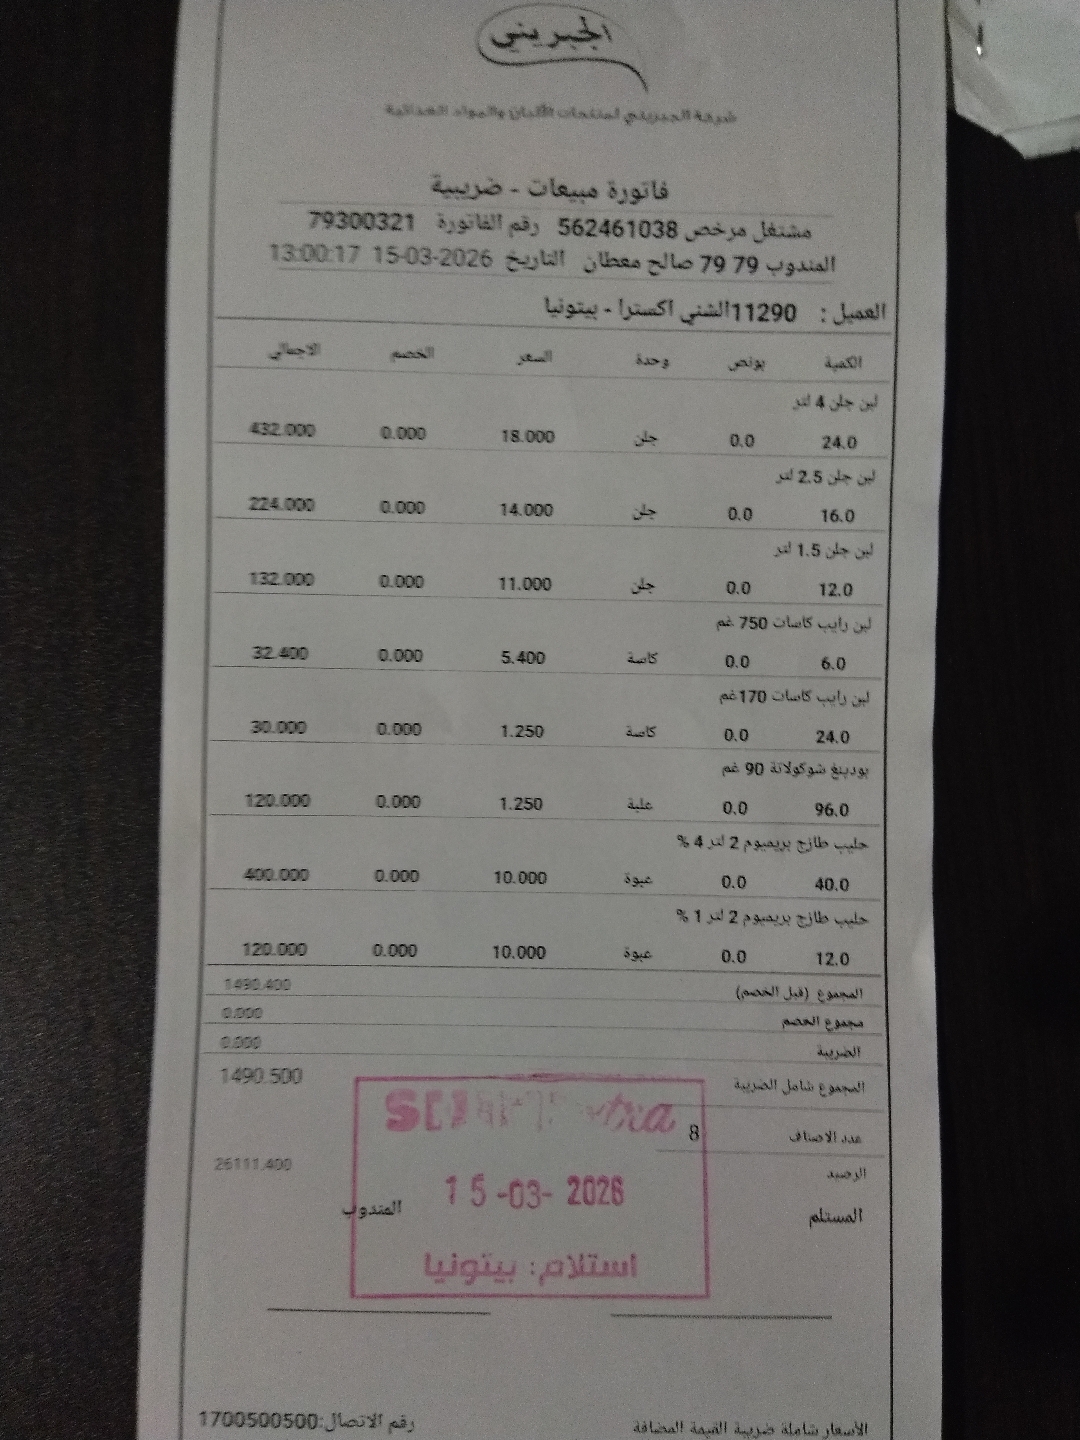 الجبريني
شركة الجبريني لمنتجات الألبان والمواد الغذائية
فاتورة مبيعات - ضريبية
مشتغل مرخص 562461038 رقم الفاتورة 79300321
المندوب 79 79 صالح معطان التاريخ 15-03-2026 13:00:17
العميل : 11290الشني اكسترا - بيتونيا
الكمية بونص وحدة السعر الخصم الاجمالي
لبن جلن 4 لتر
24.0 0.0 جلن 18.000 0.000 432.000
لبن جلن 2.5 لتر
16.0 0.0 جلن 14.000 0.000 224.000
لبن جلن 1.5 لتر
12.0 0.0 جلن 11.000 0.000 132.000
لبن رايب كاسات 750 غم
6.0 0.0 كاسة 5.400 0.000 32.400
لبن رايب كاسات 170غم
24.0 0.0 كاسة 1.250 0.000 30.000
بودينغ شوكولاتة 90 غم
96.0 0.0 علبة 1.250 0.000 120.000
حليب طازج بريميوم 2 لتر 4 %
40.0 0.0 عبوة 10.000 0.000 400.000
حليب طازج بريميوم 2 لتر 1 %
12.0 0.0 عبوة 10.000 0.000 120.000
المجموع (قبل الخصم) 1490.400
مجموع الخصم 0.000
الضريبة 0.000
المجموع شامل الضريبة 1490.500
عدد الاصناف 8
الرصيد 26111.400
المستلم المندوب
15-03-2026
استلام: بيتونيا
الأسعار شاملة ضريبة القيمة المضافة رقم الاتصال:1700500500